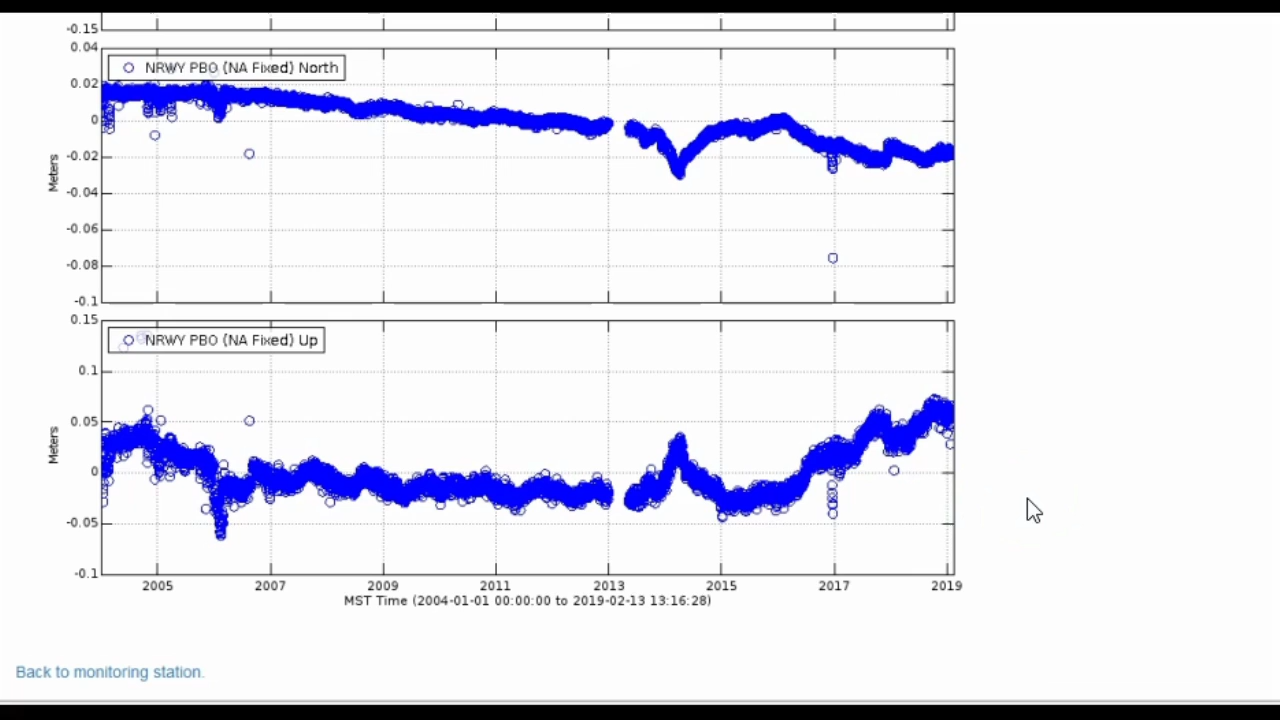 -0.15
0.04
NRWY PBO (NA Fixed) North
0.02
0
-0.02
Meters
-0.04
-0.06
-0.08
-0.1
0.15
NRWY PBO (NA Fixed) Up
0.1
0.05
Meters
0
-0.05
-0.1
2005 2007 2009 2011 2013 2015 2017 2019
MST Time (2004-01-01 00:00:00 to 2019-02-13 13:16:28)
Back to monitoring station.